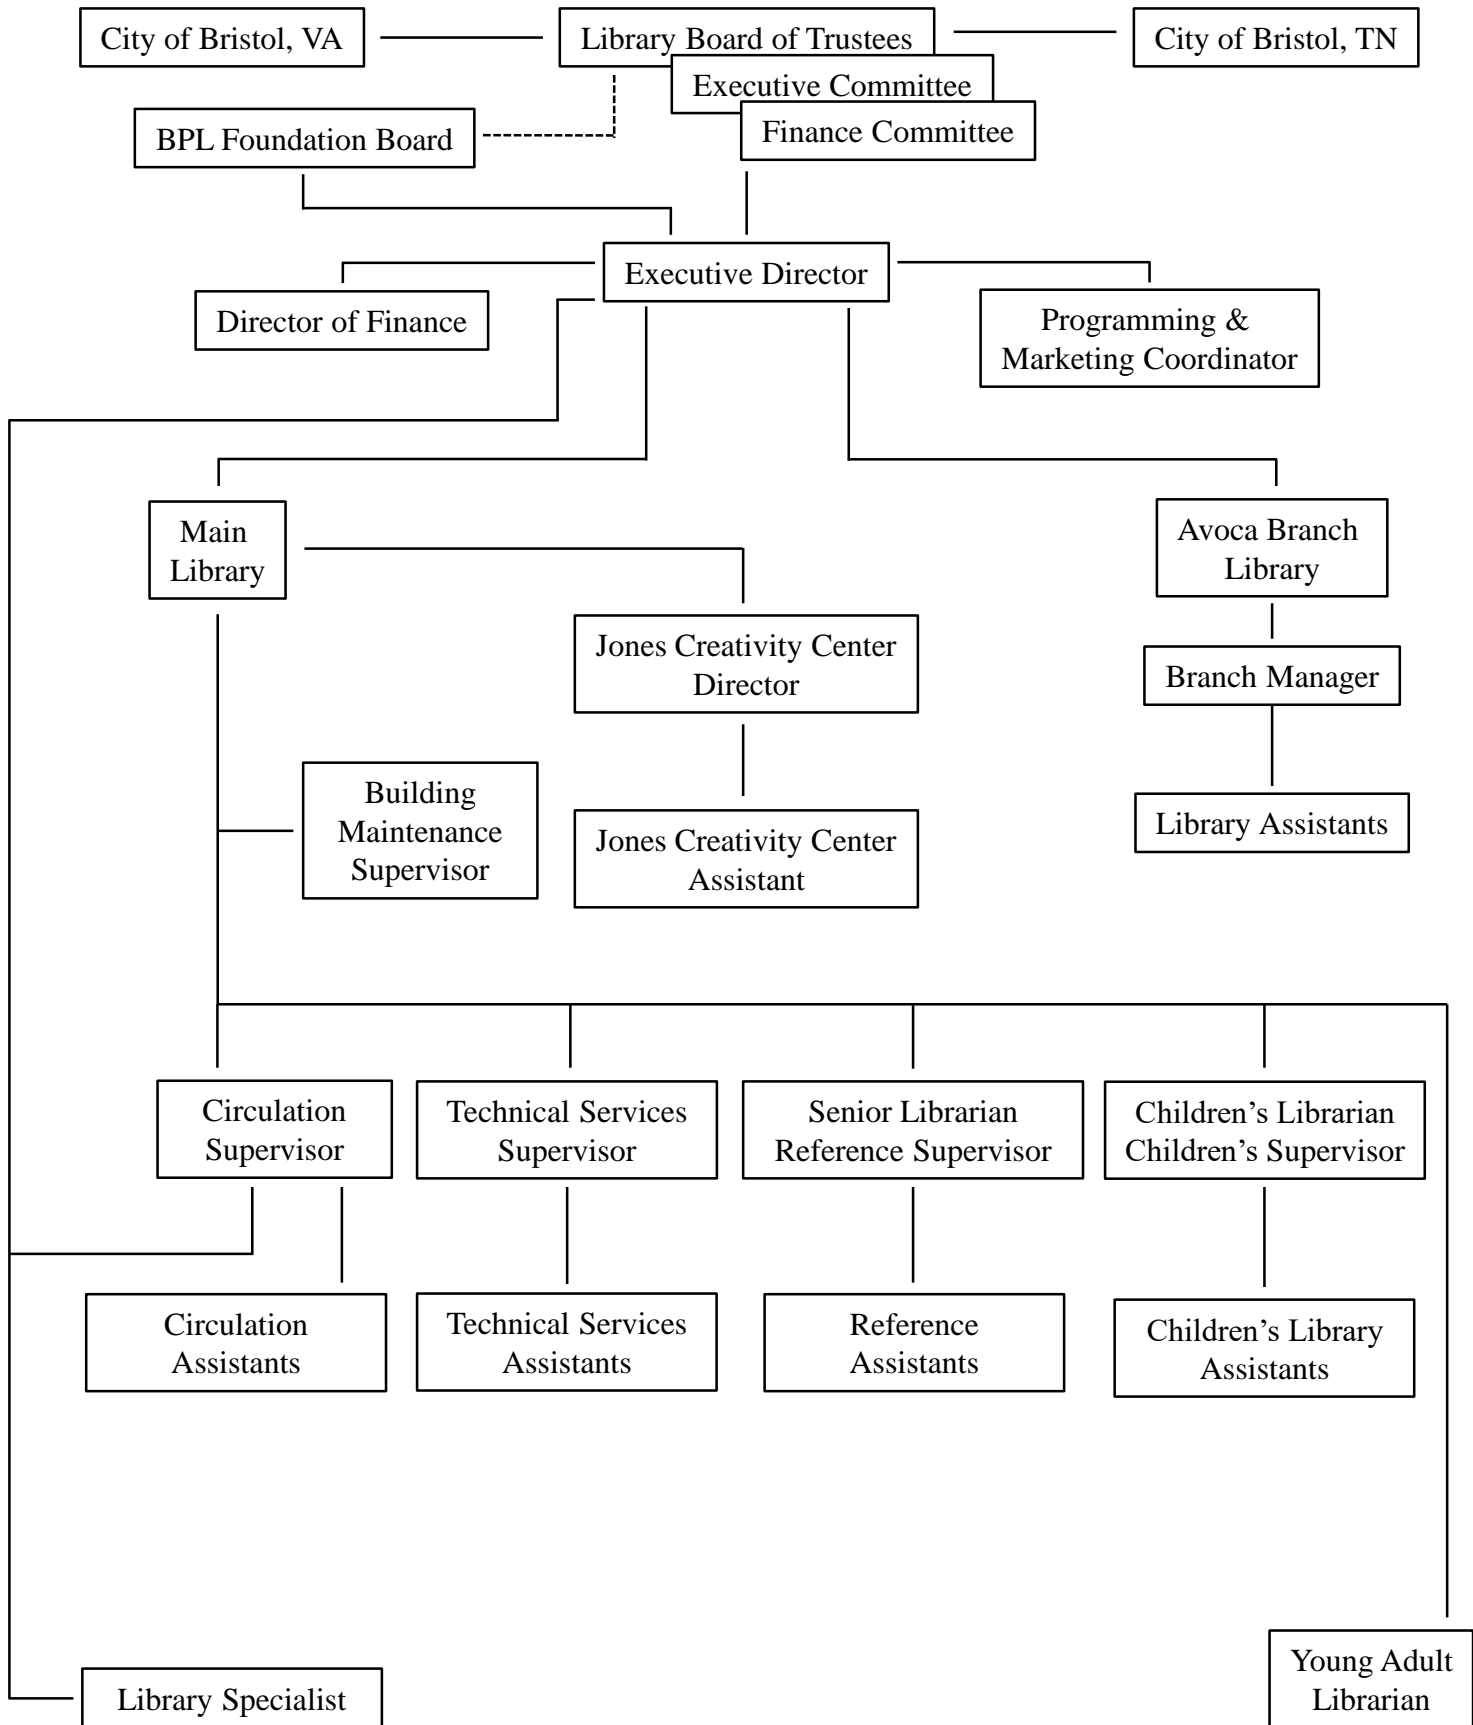 City of Bristol, VA
Library Board of Trustees
City of Bristol, TN
Executive Committee
BPL Foundation Board
Finance Committee
Executive Director
Director of Finance
Programming &
Marketing Coordinator
Main
Library
Avoca Branch
Library
Jones Creativity Center
Director
Branch Manager
Building
Maintenance
Supervisor
Jones Creativity Center
Assistant
Library Assistants
Circulation
Supervisor
Technical Services
Supervisor
Senior Librarian
Reference Supervisor
Children’s Librarian
Children’s Supervisor
Circulation
Assistants
Technical Services
Assistants
Reference
Assistants
Children’s Library
Assistants
Library Specialist
Young Adult
Librarian